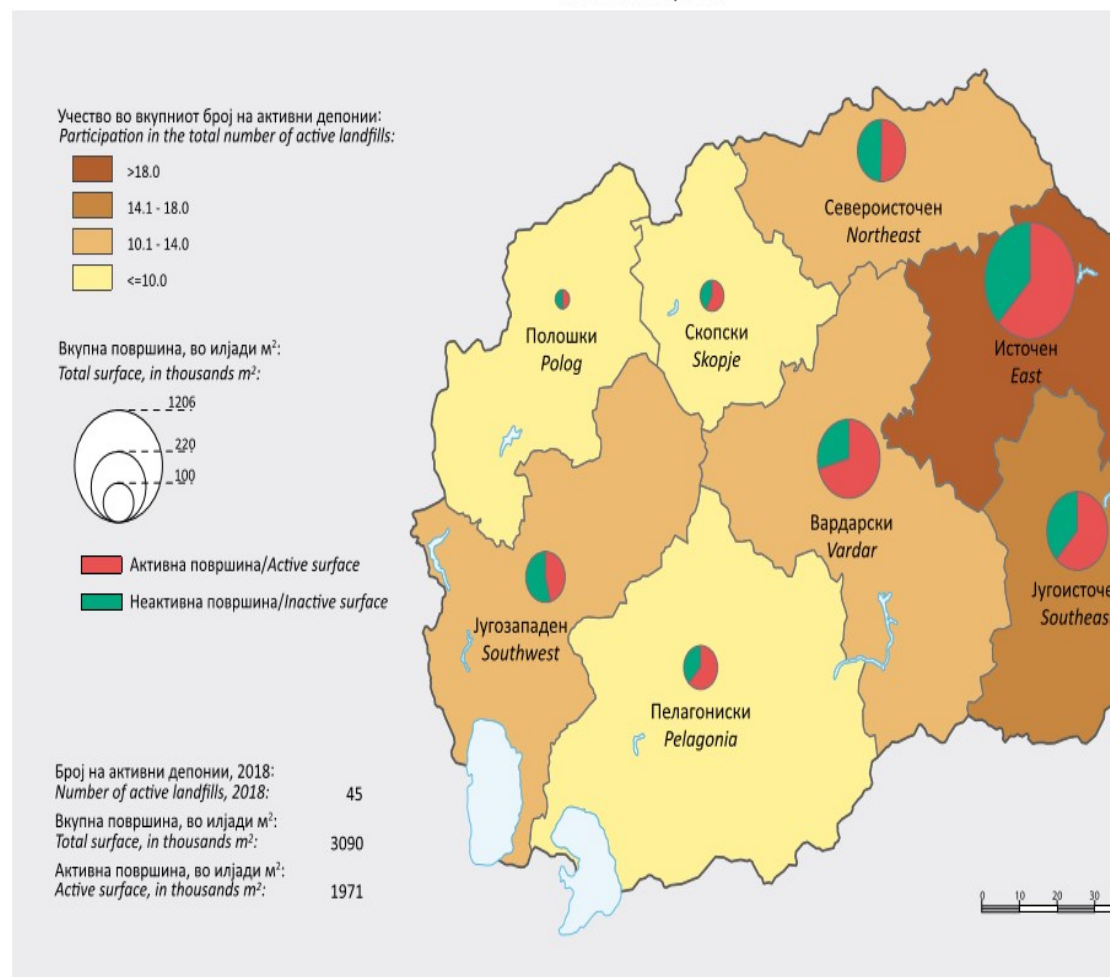 Учество во вкупниот број на активни депонии:
Participation in the total number of active landfills:
>18.0
14.1 - 18.0
10.1 - 14.0
<=10.0
Вкупна површина, во илјади м²:
Total surface, in thousands m²:
1206
220
100
Активна површина/Active surface
Неактивна површина/Inactive surface
Североисточен
Northeast
Источен
East
Скопски
Skopje
Полошки
Polog
Вардарски
Vardar
Југоисточе
Southeas
Југозападен
Southwest
Пелагониски
Pelagonia
Број на активни депонии, 2018:
Number of active landfills, 2018: 45
Вкупна површина, во илјади м²:
Total surface, in thousands m²: 3090
Активна површина, во илјади м²:
Active surface, in thousands m²: 1971
0 10 20 30